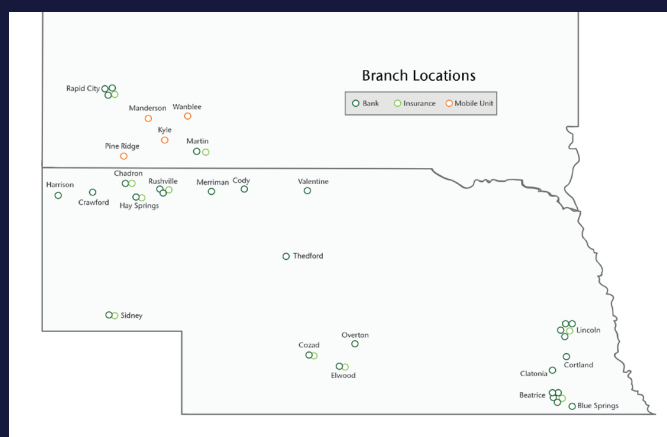 Branch Locations
Bank Insurance Mobile Unit
Rapid City
Manderson
Wanblee
Kyle
Martin
Pine Ridge
Chadron
Rushville
Harrison
Crawford
Hay Springs
Merriman
Cody
Valentine
Thedford
Sidney
Overton
Cozad
Elwood
Lincoln
Cortland
Clatonia
Beatrice
Blue Springs